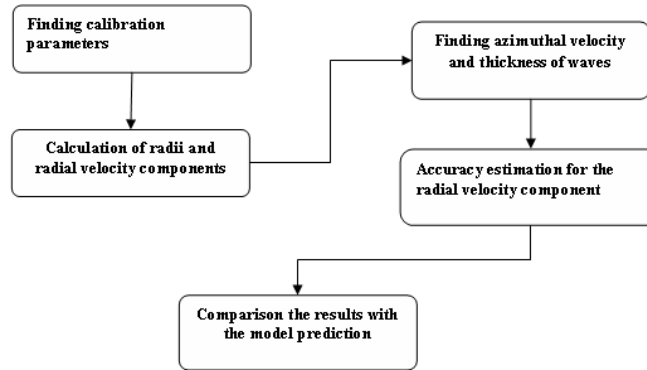 Finding calibration
parameters
Calculation of radii and
radial velocity components
Finding azimuthal velocity
and thickness of waves
Accuracy estimation for the
radial velocity component
Comparison the results with
the model prediction